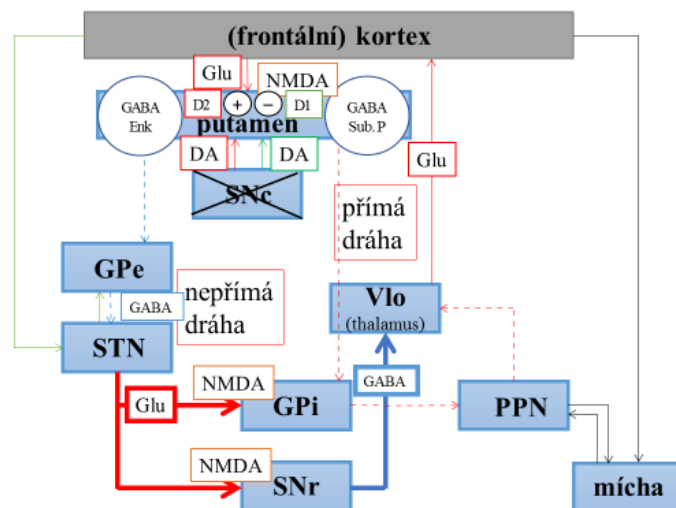 (frontální) kortex
Glu
NMDA
GABA
Enk
D2
+
−
D1
GABA
Sub.P
putamen
DA
DA
SNc
Glu
přímá
dráha
GPe
GABA
nepřímá
dráha
Vlo
(thalamus)
STN
NMDA
GABA
Glu
GPi
PPN
NMDA
SNr
mícha